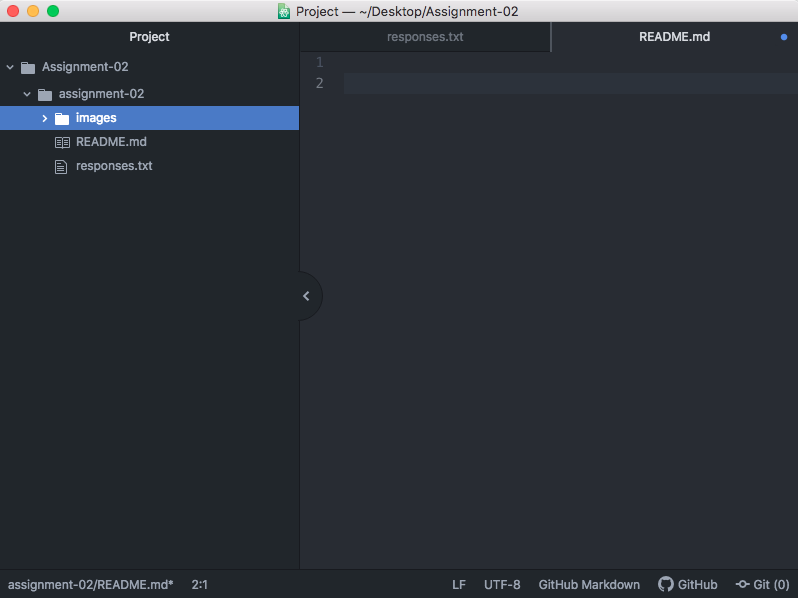 Project — ~/Desktop/Assignment-02
Project
responses.txt
README.md
Assignment-02
assignment-02
images
README.md
responses.txt
1
2
assignment-02/README.md*
2:1
LF
UTF-8
GitHub Markdown
GitHub
Git (0)